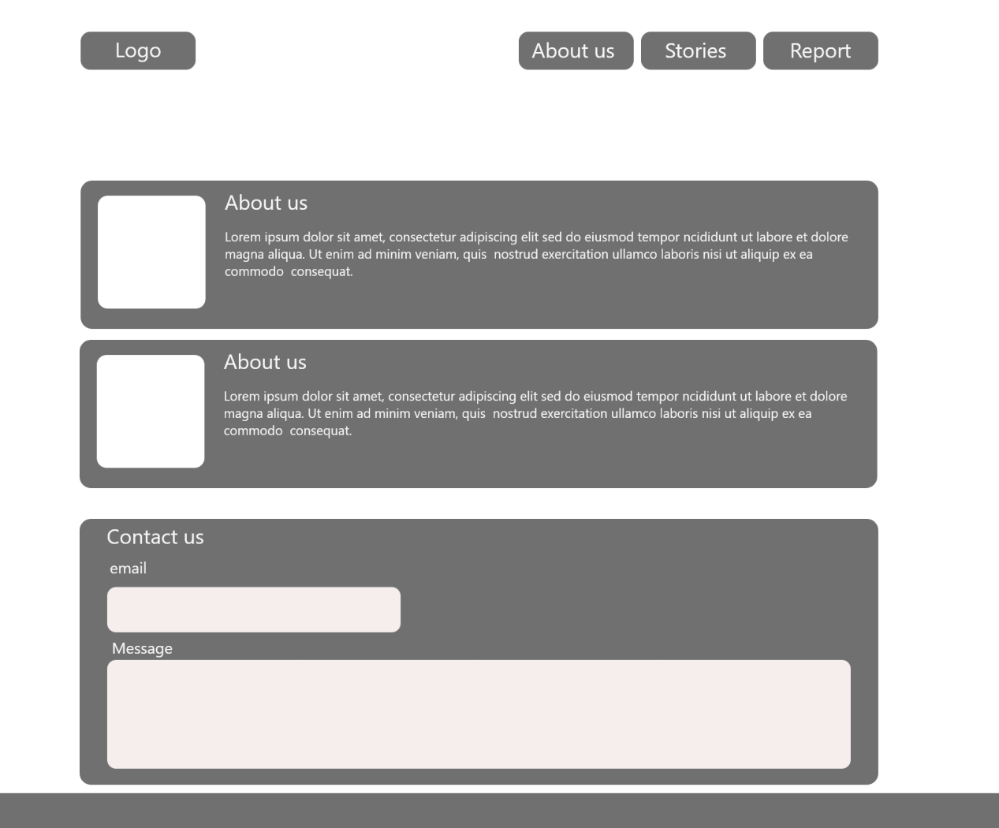 Logo
About us
Stories
Report
About us
Lorem ipsum dolor sit amet, consectetur adipiscing elit sed do eiusmod tempor ncididunt ut labore et dolore
magna aliqua. Ut enim ad minim veniam, quis  nostrud exercitation ullamco laboris nisi ut aliquip ex ea
commodo  consequat.
About us
Lorem ipsum dolor sit amet, consectetur adipiscing elit sed do eiusmod tempor ncididunt ut labore et dolore
magna aliqua. Ut enim ad minim veniam, quis  nostrud exercitation ullamco laboris nisi ut aliquip ex ea
commodo  consequat.
Contact us
email
Message